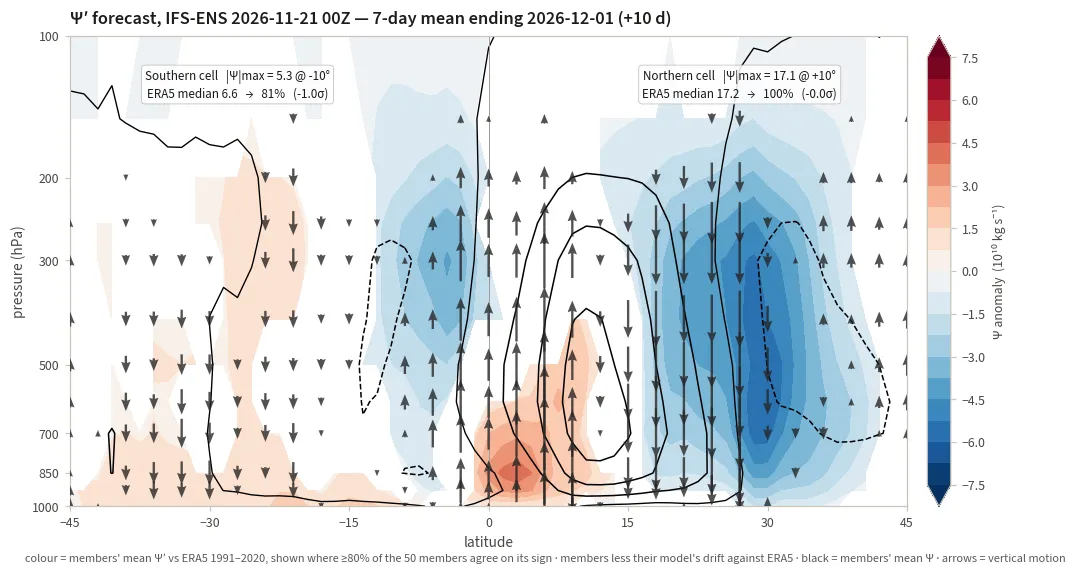 Ψ′ forecast, IFS-ENS 2026-11-21 00Z — 7-day mean ending 2026-12-01 (+10 d)
Southern cell |Ψ|max = 5.3 @ -10°
ERA5 median 6.6 → 81% (-1.0σ)
Northern cell |Ψ|max = 17.1 @ +10°
ERA5 median 17.2 → 100% (-0.0σ)
100
200
300
400
500
700
850
1000
pressure (hPa)
−45
−30
−15
0
15
30
45
latitude
7.5
6.0
4.5
3.0
1.5
0.0
−1.5
−3.0
−4.5
−6.0
−7.5
Ψ anomaly (10¹⁰ kg s⁻¹)
colour = members' mean Ψ′ vs ERA5 1991–2020, shown where ≥80% of the 50 members agree on its sign · members less their model's drift against ERA5 · black = members' mean Ψ · arrows = vertical motion